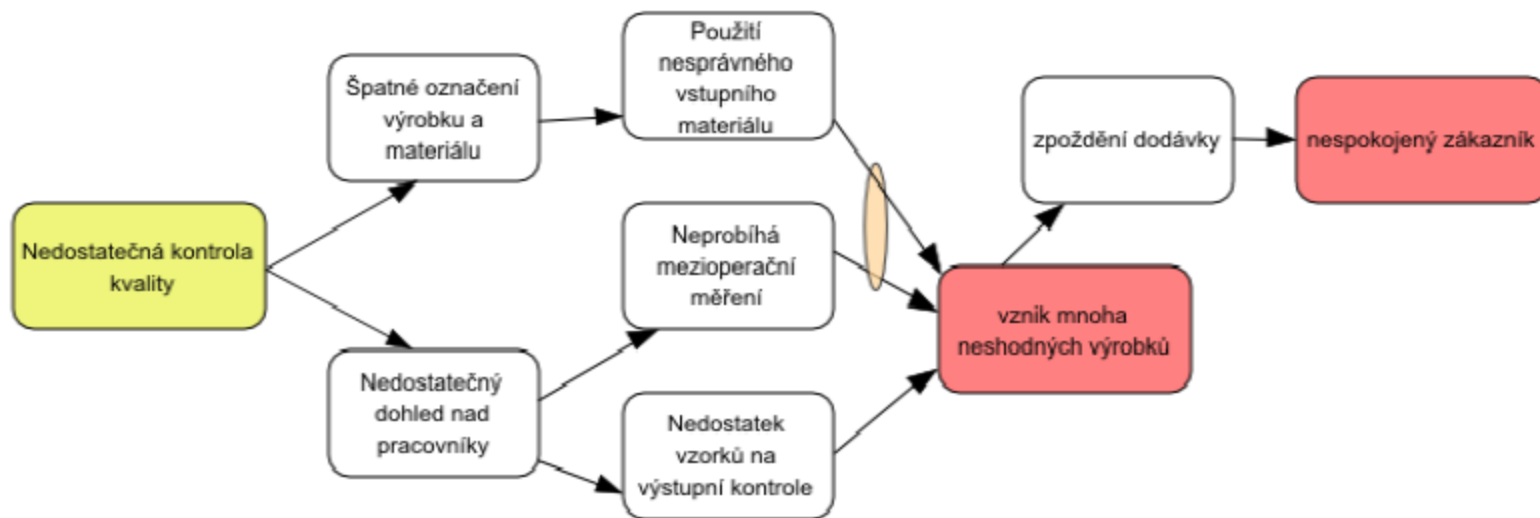 Nedostatečná kontrola
kvality
Špatné označení
výrobku a
materiálu
Nedostatečný
dohled nad
pracovníky
Použití
nesprávného
vstupního
materiálu
Neprobíhá
mezioperační
měření
Nedostatek
vzorků na
výstupní kontrole
vznik mnoha
neshodných výrobků
zpoždění dodávky
nespokojený zákazník